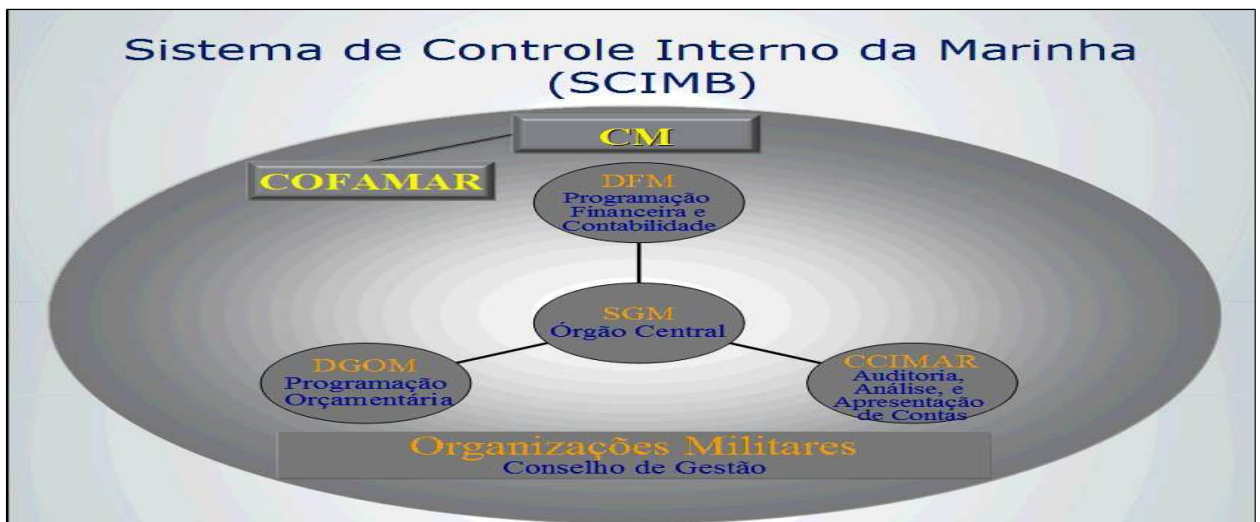 Sistema de Controle Interno da Marinha
(SCIMB)
CM
COFAMAR
DFM
Programação
Financeira e
Contabilidade
SGM
Órgão Central
DGOM
Programação
Orçamentária
CCIMAR
Auditoria,
Análise, e
Apresentação
de Contas
Organizações Militares
Conselho de Gestão